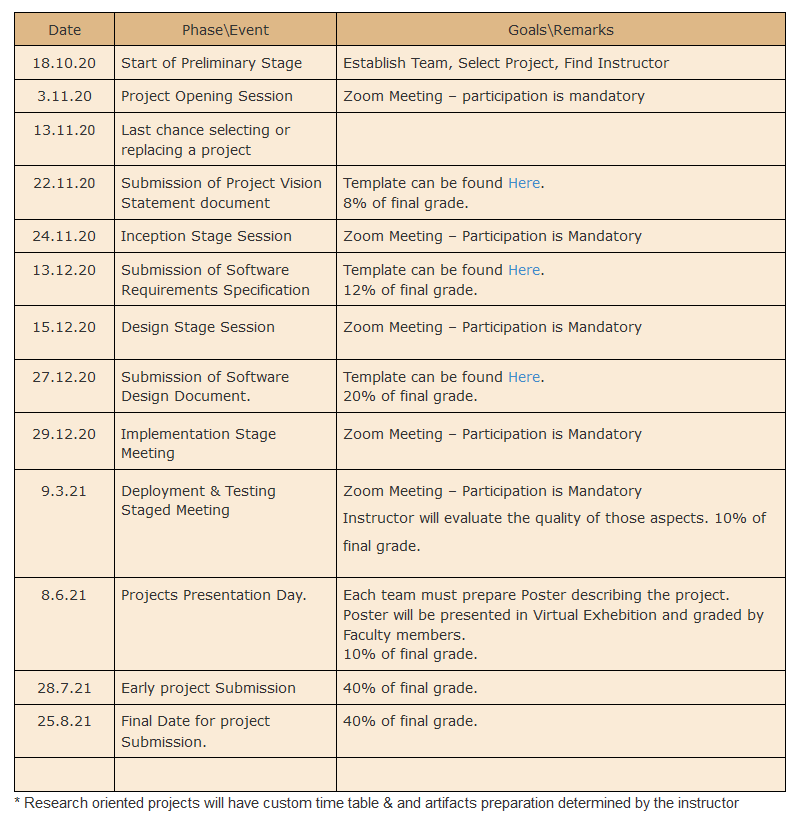 Date Phase\Event Goals\Remarks
18.10.20 Start of Preliminary Stage Establish Team, Select Project, Find Instructor
3.11.20 Project Opening Session Zoom Meeting – participation is mandatory
13.11.20 Last chance selecting or
replacing a project
22.11.20 Submission of Project Vision Template can be found Here.
Statement document 8% of final grade.
24.11.20 Inception Stage Session Zoom Meeting – Participation is Mandatory
13.12.20 Submission of Software Template can be found Here.
Requirements Specification 12% of final grade.
15.12.20 Design Stage Session Zoom Meeting – Participation is Mandatory
27.12.20 Submission of Software Template can be found Here.
Design Document. 20% of final grade.
29.12.20 Implementation Stage Zoom Meeting – Participation is Mandatory
Meeting
9.3.21 Deployment & Testing Zoom Meeting – Participation is Mandatory
Staged Meeting Instructor will evaluate the quality of those aspects. 10% of
final grade.
8.6.21 Projects Presentation Day. Each team must prepare Poster describing the project.
Poster will be presented in Virtual Exhebition and graded by
Faculty members.
10% of final grade.
28.7.21 Early project Submission 40% of final grade.
25.8.21 Final Date for project 40% of final grade.
Submission.
* Research oriented projects will have custom time table & and artifacts preparation determined by the instructor